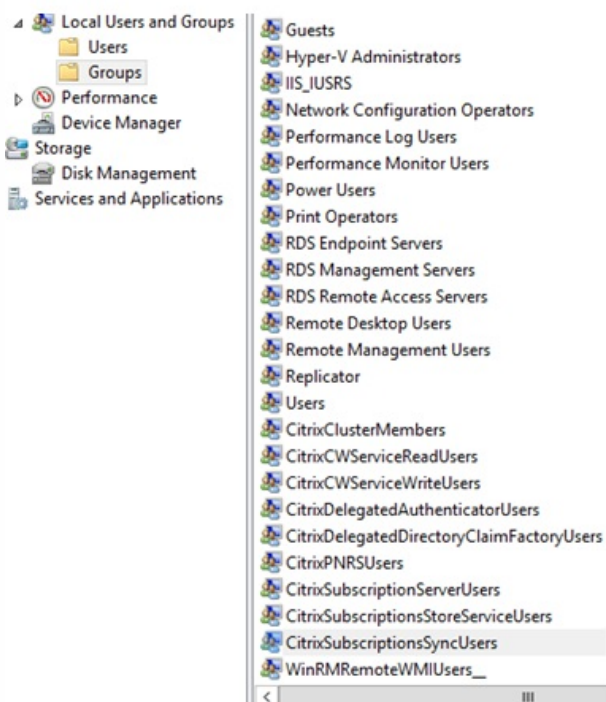 Local Users and Groups
Users
Groups
Performance
Device Manager
Storage
Disk Management
Services and Applications
Guests
Hyper-V Administrators
IIS_IUSRS
Network Configuration Operators
Performance Log Users
Performance Monitor Users
Power Users
Print Operators
RDS Endpoint Servers
RDS Management Servers
RDS Remote Access Servers
Remote Desktop Users
Remote Management Users
Replicator
Users
CitrixClusterMembers
CitrixCWServiceReadUsers
CitrixCWServiceWriteUsers
CitrixDelegatedAuthenticatorUsers
CitrixDelegatedDirectoryClaimFactoryUsers
CitrixPNRSUsers
CitrixSubscriptionServerUsers
CitrixSubscriptionsStoreServiceUsers
CitrixSubscriptionsSyncUsers
WinRMRemoteWMIUsers__